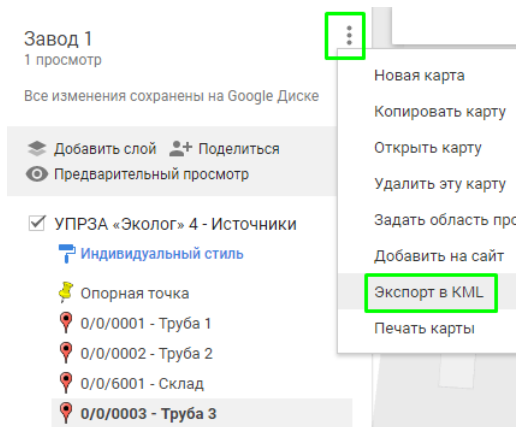 Завод 1
1 просмотр
Все изменения сохранены на Google Диске
Добавить слой Поделиться
Предварительный просмотр
УПРЗА «Эколог» 4 - Источники
Индивидуальный стиль
Опорная точка
0/0/0001 - Труба 1
0/0/0002 - Труба 2
0/0/6001 - Склад
0/0/0003 - Труба 3
Новая карта
Копировать карту
Открыть карту
Удалить эту карту
Задать область про
Добавить на сайт
Экспорт в KML
Печать карты